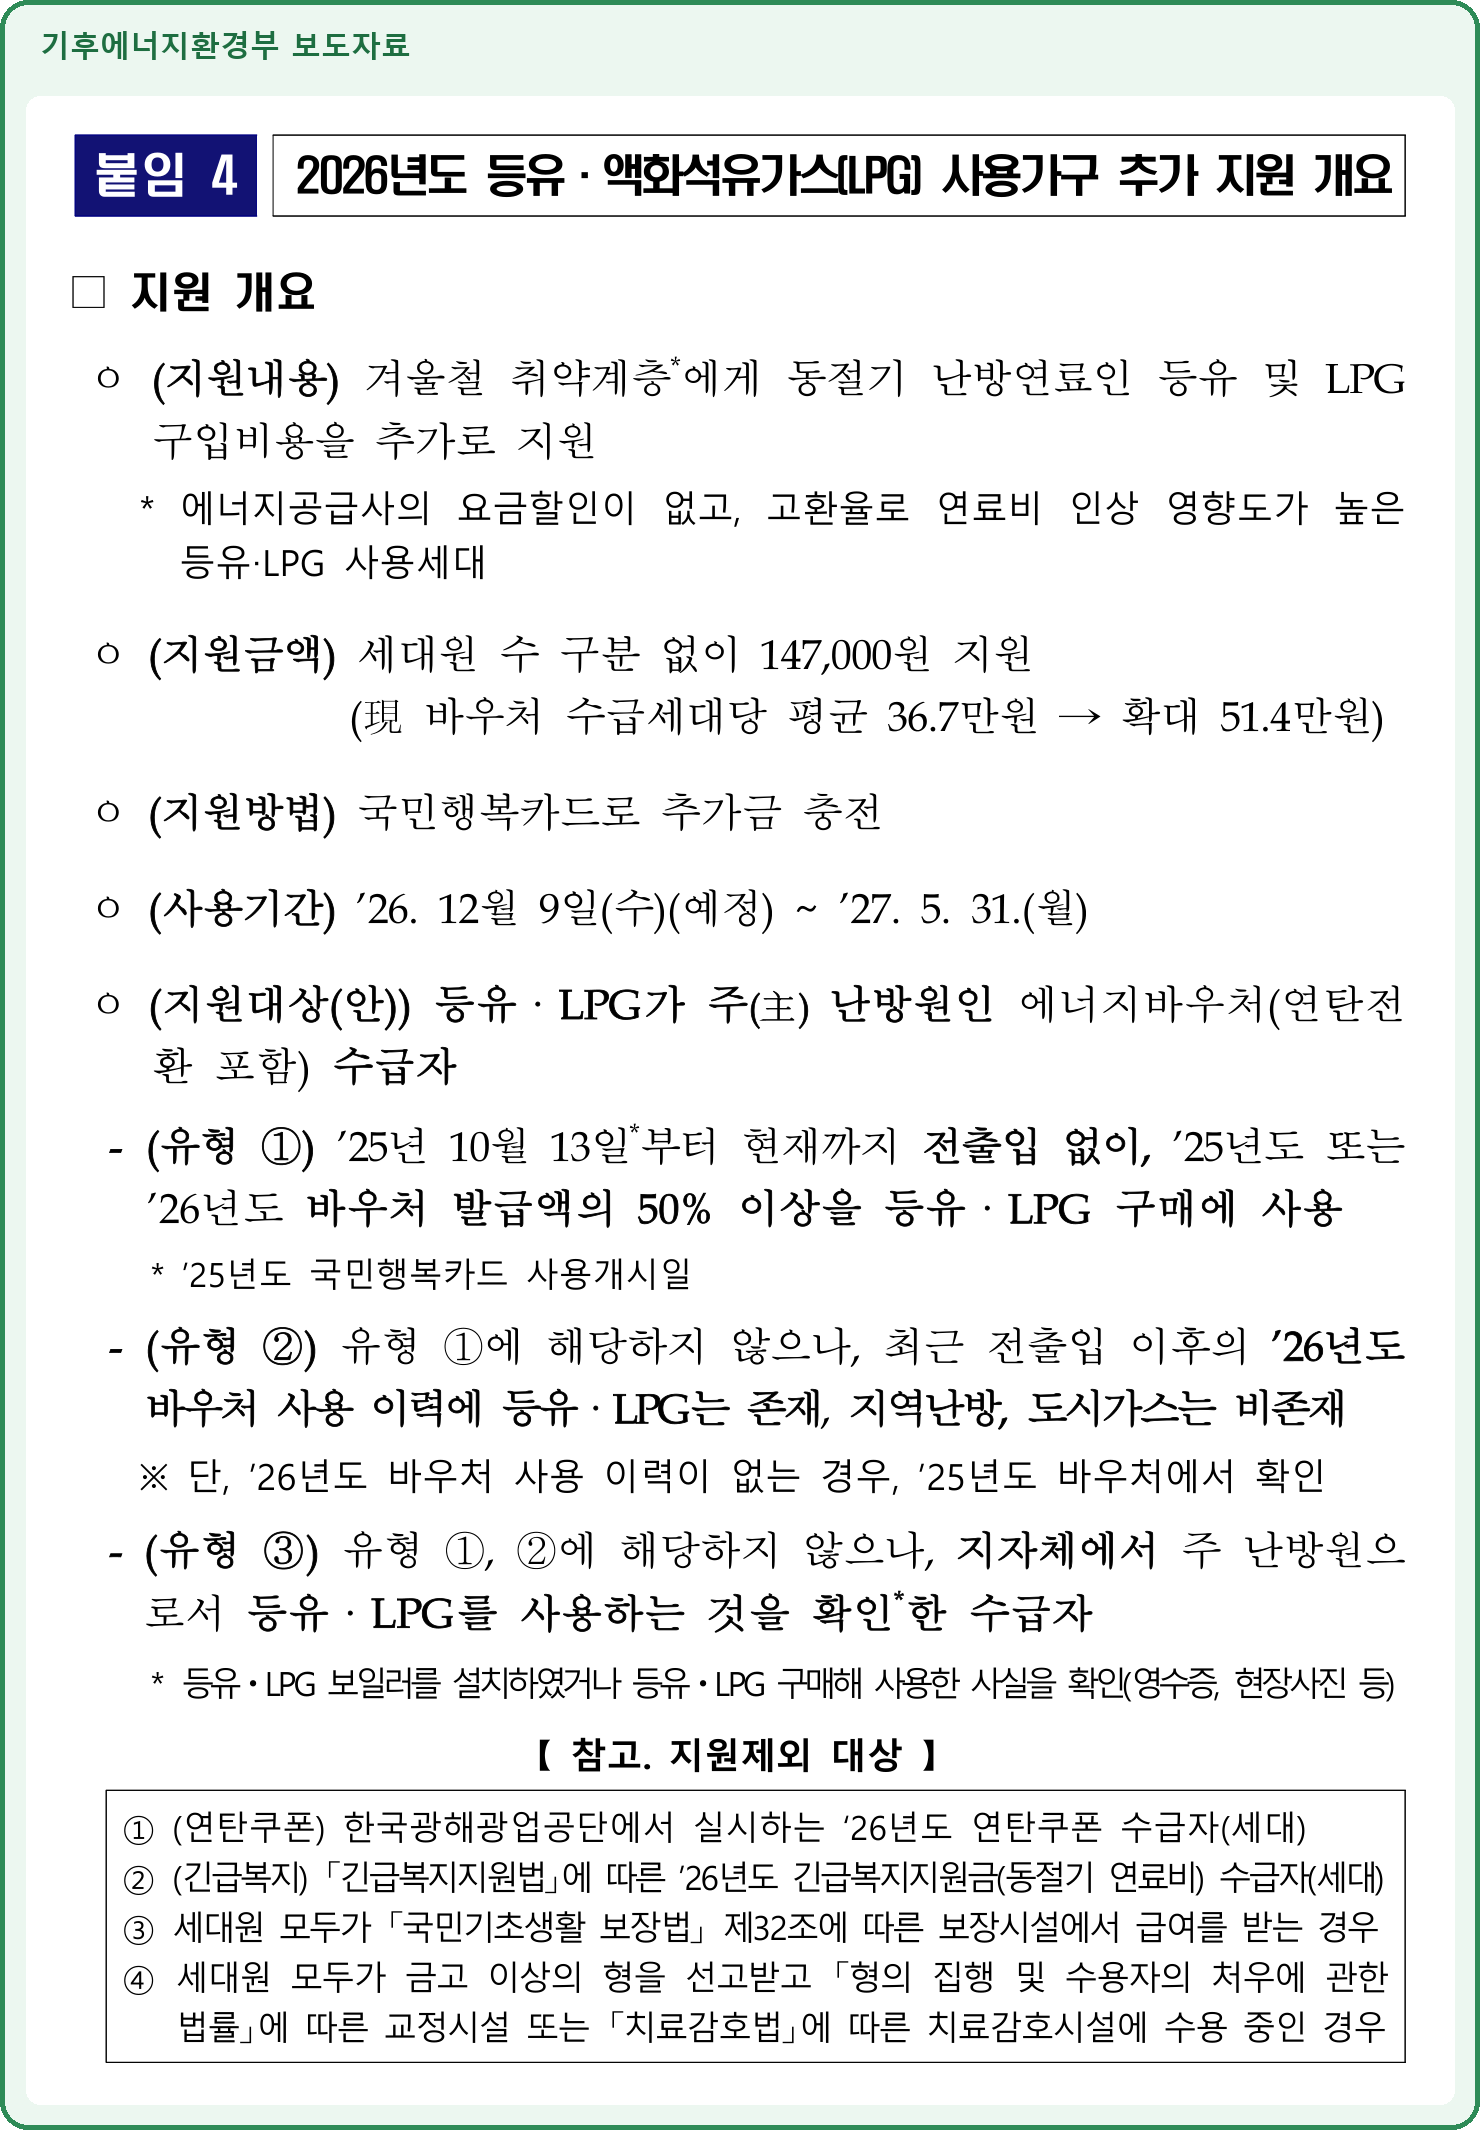 기후에너지환경부 보도자료
붙임 4
2026년도 등유·액화석유가스(LPG) 사용가구 추가 지원 개요
□ 지원 개요
ㅇ (지원내용) 겨울철 취약계층*에게 동절기 난방연료인 등유 및 LPG
구입비용을 추가로 지원
* 에너지공급사의 요금할인이 없고, 고환율로 연료비 인상 영향도가 높은
등유·LPG 사용세대
ㅇ (지원금액) 세대원 수 구분 없이 147,000원 지원
(現 바우처 수급세대당 평균 36.7만원 → 확대 51.4만원)
ㅇ (지원방법) 국민행복카드로 추가금 충전
ㅇ (사용기간) ’26. 12월 9일(수)(예정) ~ ’27. 5. 31.(월)
ㅇ (지원대상(안)) 등유·LPG가 주(主) 난방원인 에너지바우처(연탄전
환 포함) 수급자
- (유형 ①) ’25년 10월 13일*부터 현재까지 전출입 없이, ’25년도 또는
’26년도 바우처 발급액의 50% 이상을 등유·LPG 구매에 사용
* ’25년도 국민행복카드 사용개시일
- (유형 ②) 유형 ①에 해당하지 않으나, 최근 전출입 이후의 ’26년도
바우처 사용 이력에 등유·LPG는 존재, 지역난방, 도시가스는 비존재
※ 단, ’26년도 바우처 사용 이력이 없는 경우, ’25년도 바우처에서 확인
- (유형 ③) 유형 ①, ②에 해당하지 않으나, 지자체에서 주 난방원으
로서 등유·LPG를 사용하는 것을 확인*한 수급자
* 등유·LPG 보일러를 설치하였거나 등유·LPG 구매해 사용한 사실을 확인(영수증, 현장사진 등)
【 참고. 지원제외 대상 】
① (연탄쿠폰) 한국광해광업공단에서 실시하는 ‘26년도 연탄쿠폰 수급자(세대)
② (긴급복지)「긴급복지지원법」에 따른 ’26년도 긴급복지지원금(동절기 연료비) 수급자(세대)
③ 세대원 모두가「국민기초생활 보장법」 제32조에 따른 보장시설에서 급여를 받는 경우
④ 세대원 모두가 금고 이상의 형을 선고받고「형의 집행 및 수용자의 처우에 관한
법률」에 따른 교정시설 또는「치료감호법」에 따른 치료감호시설에 수용 중인 경우